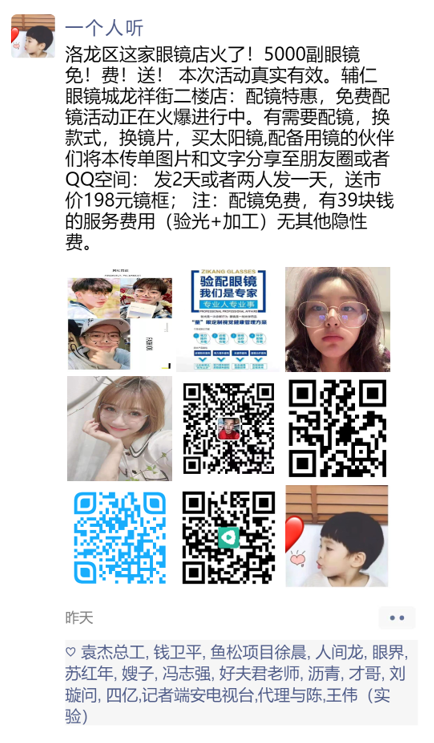 一个人听
洛龙区这家眼镜店火了！5000副眼镜
免！费！送！ 本次活动真实有效。辅仁
眼镜城龙祥街二楼店：配镜特惠，免费配
镜活动正在火爆进行中。有需要配镜，换
款式，换镜片，买太阳镜,配备用镜的伙伴
们将本传单图片和文字分享至朋友圈或者
QQ空间： 发2天或者两人发一天，送市
价198元镜框； 注：配镜免费，有39块钱
的服务费用（验光+加工）无其他隐性
费。
ZIKANG GLASSES
验配眼镜
我们是专家
专业人专业事
昨天
袁杰总工, 钱卫平, 鱼松项目徐晨, 人间龙, 眼界,
苏红年, 嫂子, 冯志强, 好夫君老师, 沥青, 才哥, 刘
璇问, 四亿,记者端安电视台,代理与陈,王伟（实
验）